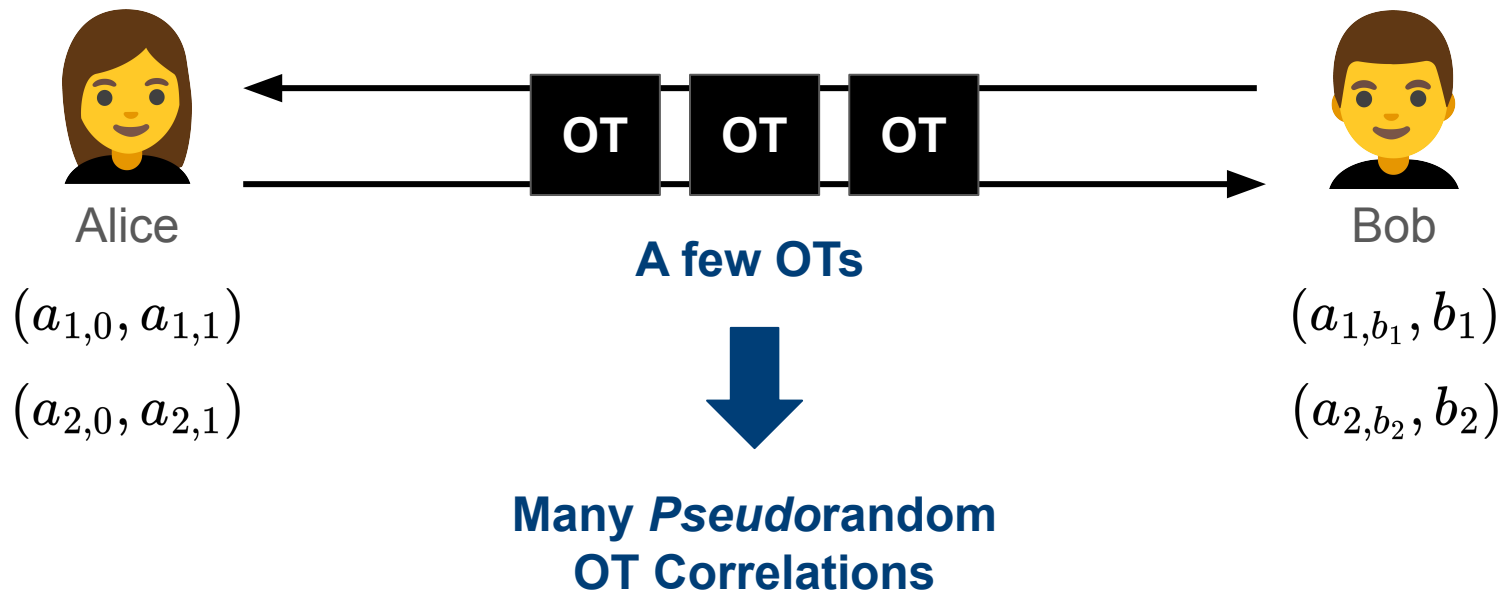 OT OT OT
Alice
Bob
A few OTs
(a_{1,0}, a_{1,1})
(a_{1,b_1}, b_1)
(a_{2,0}, a_{2,1})
(a_{2,b_2}, b_2)
Many Pseudorandom
OT Correlations